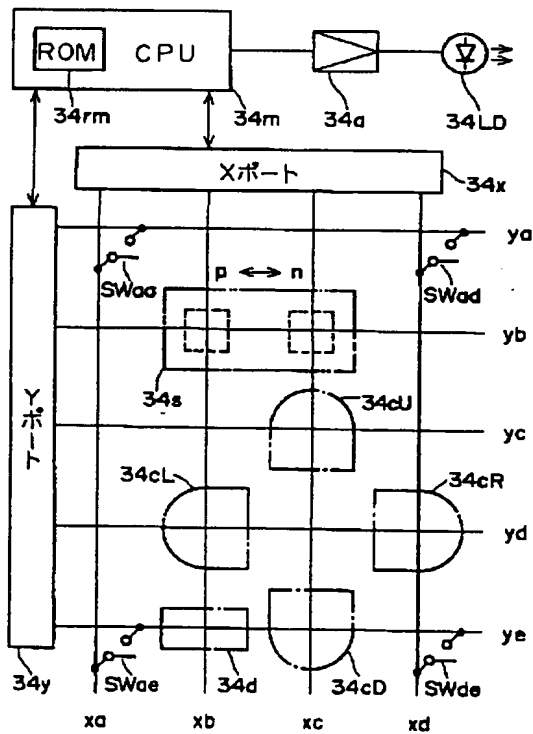 ROM CPU
34rm 34m 34a 34LD
Xポート
34x
ya
SWaa SWad
p ↔ n
yb
34s
34cU
Yポート
yc
34cL 34cR
yd
ye
34y SWae 34d 34cD SWde
xa xb xc xd